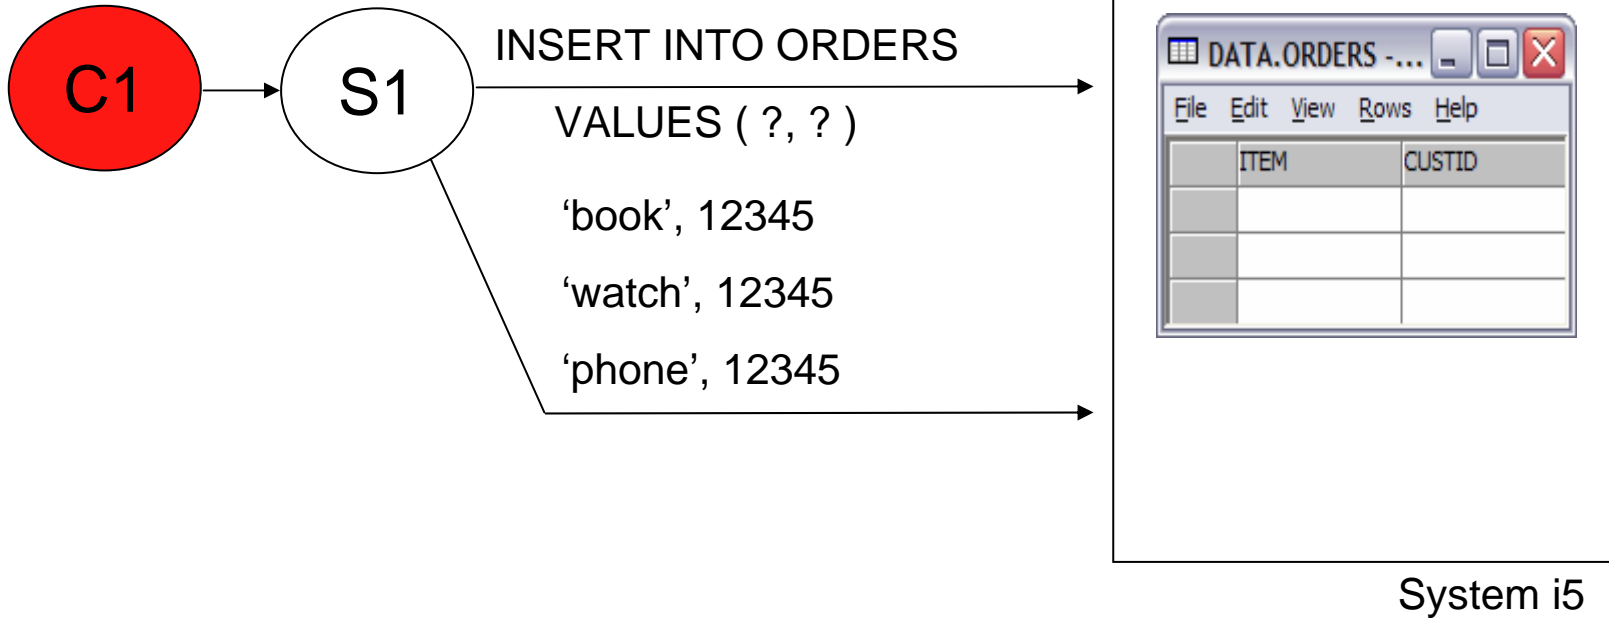 C1
S1
INSERT INTO ORDERS
VALUES ( ?, ? )
‘book’, 12345
‘watch’, 12345
‘phone’, 12345
DATA.ORDERS -...
File Edit View Rows Help
ITEM CUSTID
System i5